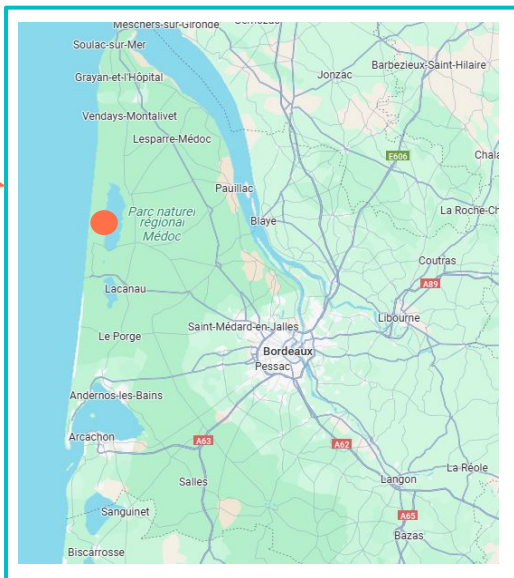 Meschers-sur-Gironde
Soulac-sur-Mer
Jonzac
Barbezieux-Saint-Hilaire
Grayan-et-l'Hôpital
Vendays-Montalivet
Lesparre-Médoc
E606
Pauillac
Parc naturel
régional
Médoc
Blaye
La Roche-Ch
Coutras
A89
Lacanau
Saint-Médard-en-Jalles
Libourne
Le Porge
Bordeaux
Pessac
Andernos-les-Bains
Arcachon
A63
A62
La Réole
Salles
Langon
Sanguinet
A65
Bazas
Biscarrosse